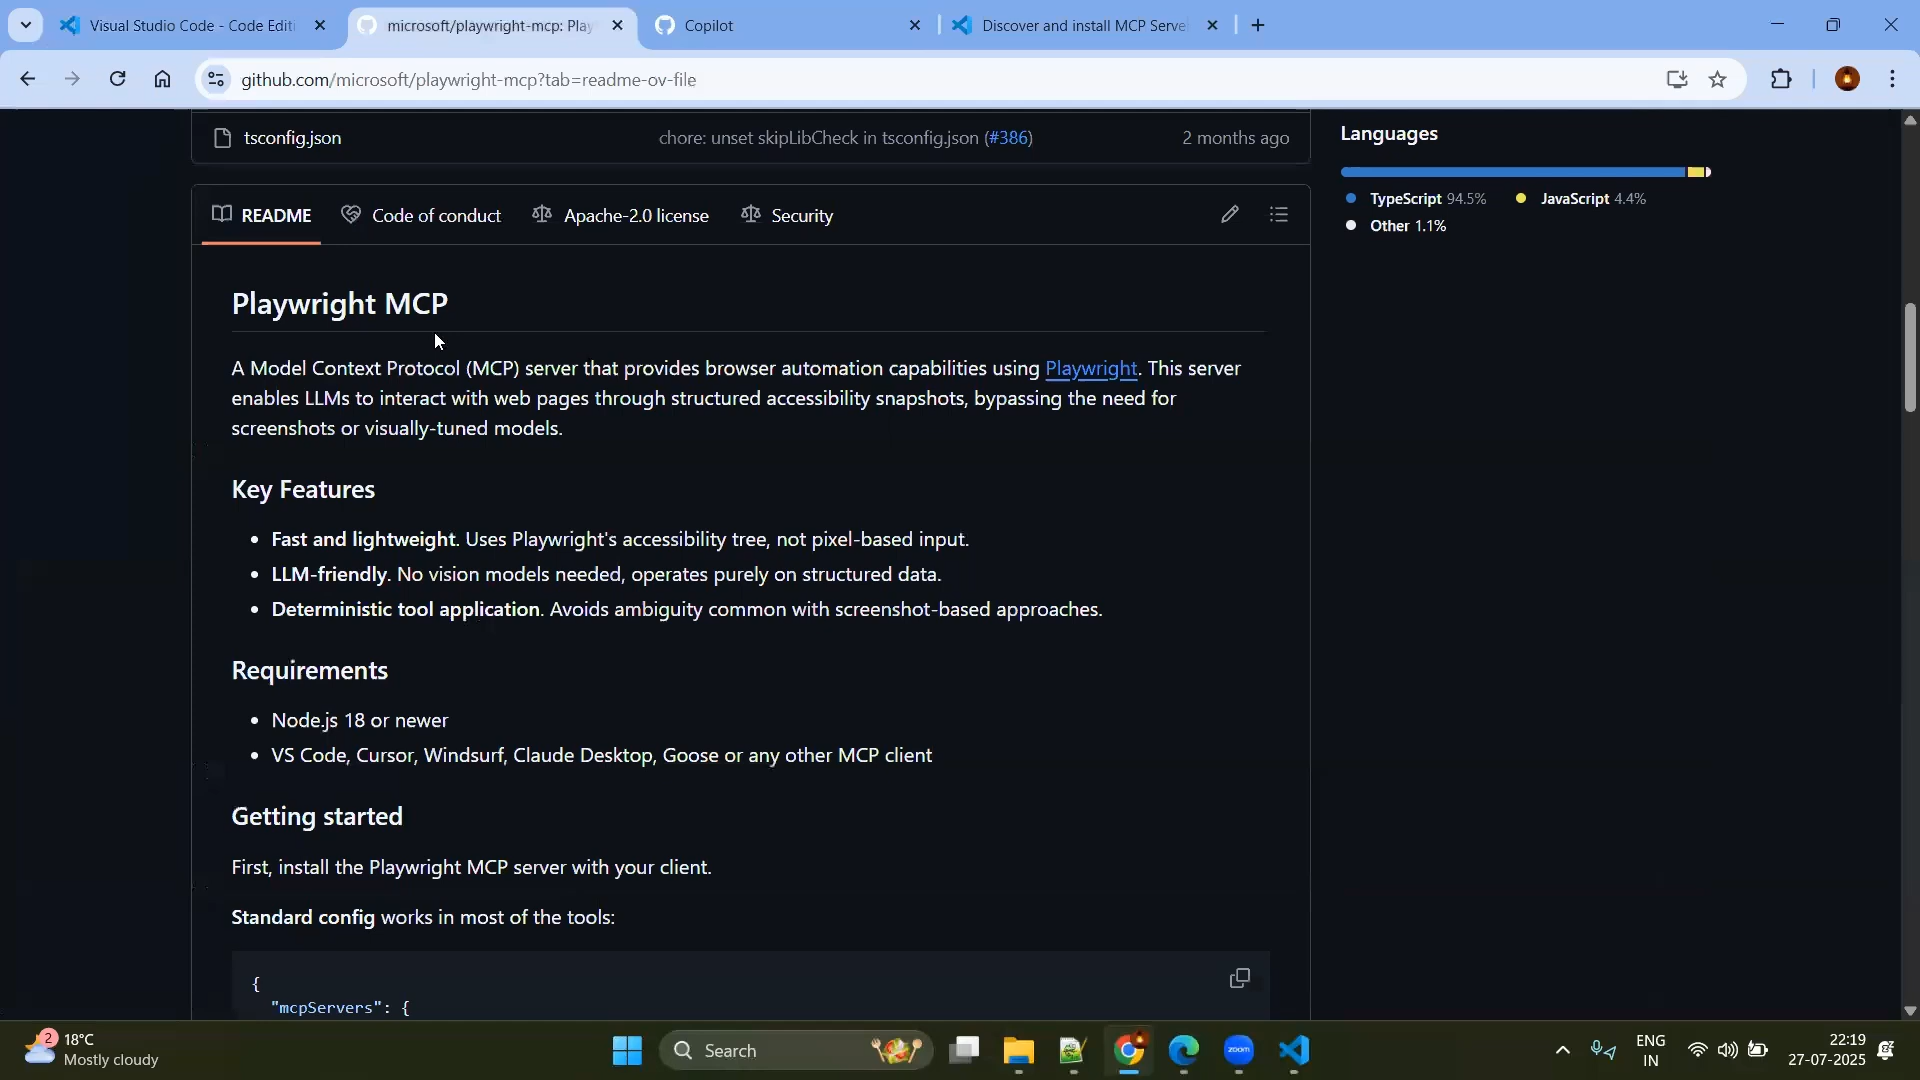 Visual Studio Code - Code Editi
microsoft/playwright-mcp: Play
Copilot
Discover and install MCP Serve
github.com/microsoft/playwright-mcp?tab=readme-ov-file
tsconfig.json
chore: unset skipLibCheck in tsconfig.json (#386)
2 months ago
Languages
TypeScript 94.5%
JavaScript 4.4%
Other 1.1%
README
Code of conduct
Apache-2.0 license
Security
Playwright MCP
A Model Context Protocol (MCP) server that provides browser automation capabilities using Playwright. This server
enables LLMs to interact with web pages through structured accessibility snapshots, bypassing the need for
screenshots or visually-tuned models.
Key Features
Fast and lightweight. Uses Playwright's accessibility tree, not pixel-based input.
LLM-friendly. No vision models needed, operates purely on structured data.
Deterministic tool application. Avoids ambiguity common with screenshot-based approaches.
Requirements
Node.js 18 or newer
VS Code, Cursor, Windsurf, Claude Desktop, Goose or any other MCP client
Getting started
First, install the Playwright MCP server with your client.
Standard config works in most of the tools:
{
"mcpServers": {
2
18°C
Mostly cloudy
Search
zoom
ENG
IN
22:19
27-07-2025